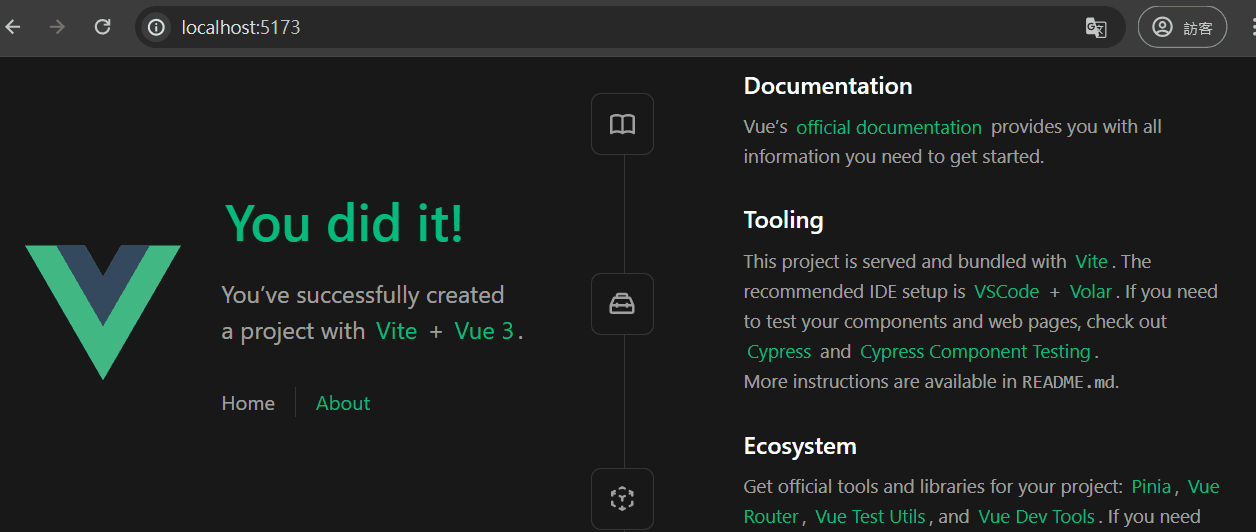 localhost:5173
訪客
You did it!
You’ve successfully created
a project with Vite + Vue 3.
Home
About
Documentation
Vue’s official documentation provides you with all
information you need to get started.
Tooling
This project is served and bundled with Vite. The
recommended IDE setup is VSCode + Volar. If you need
to test your components and web pages, check out
Cypress and Cypress Component Testing.
More instructions are available in README.md.
Ecosystem
Get official tools and libraries for your project: Pinia, Vue
Router, Vue Test Utils, and Vue Dev Tools. If you need